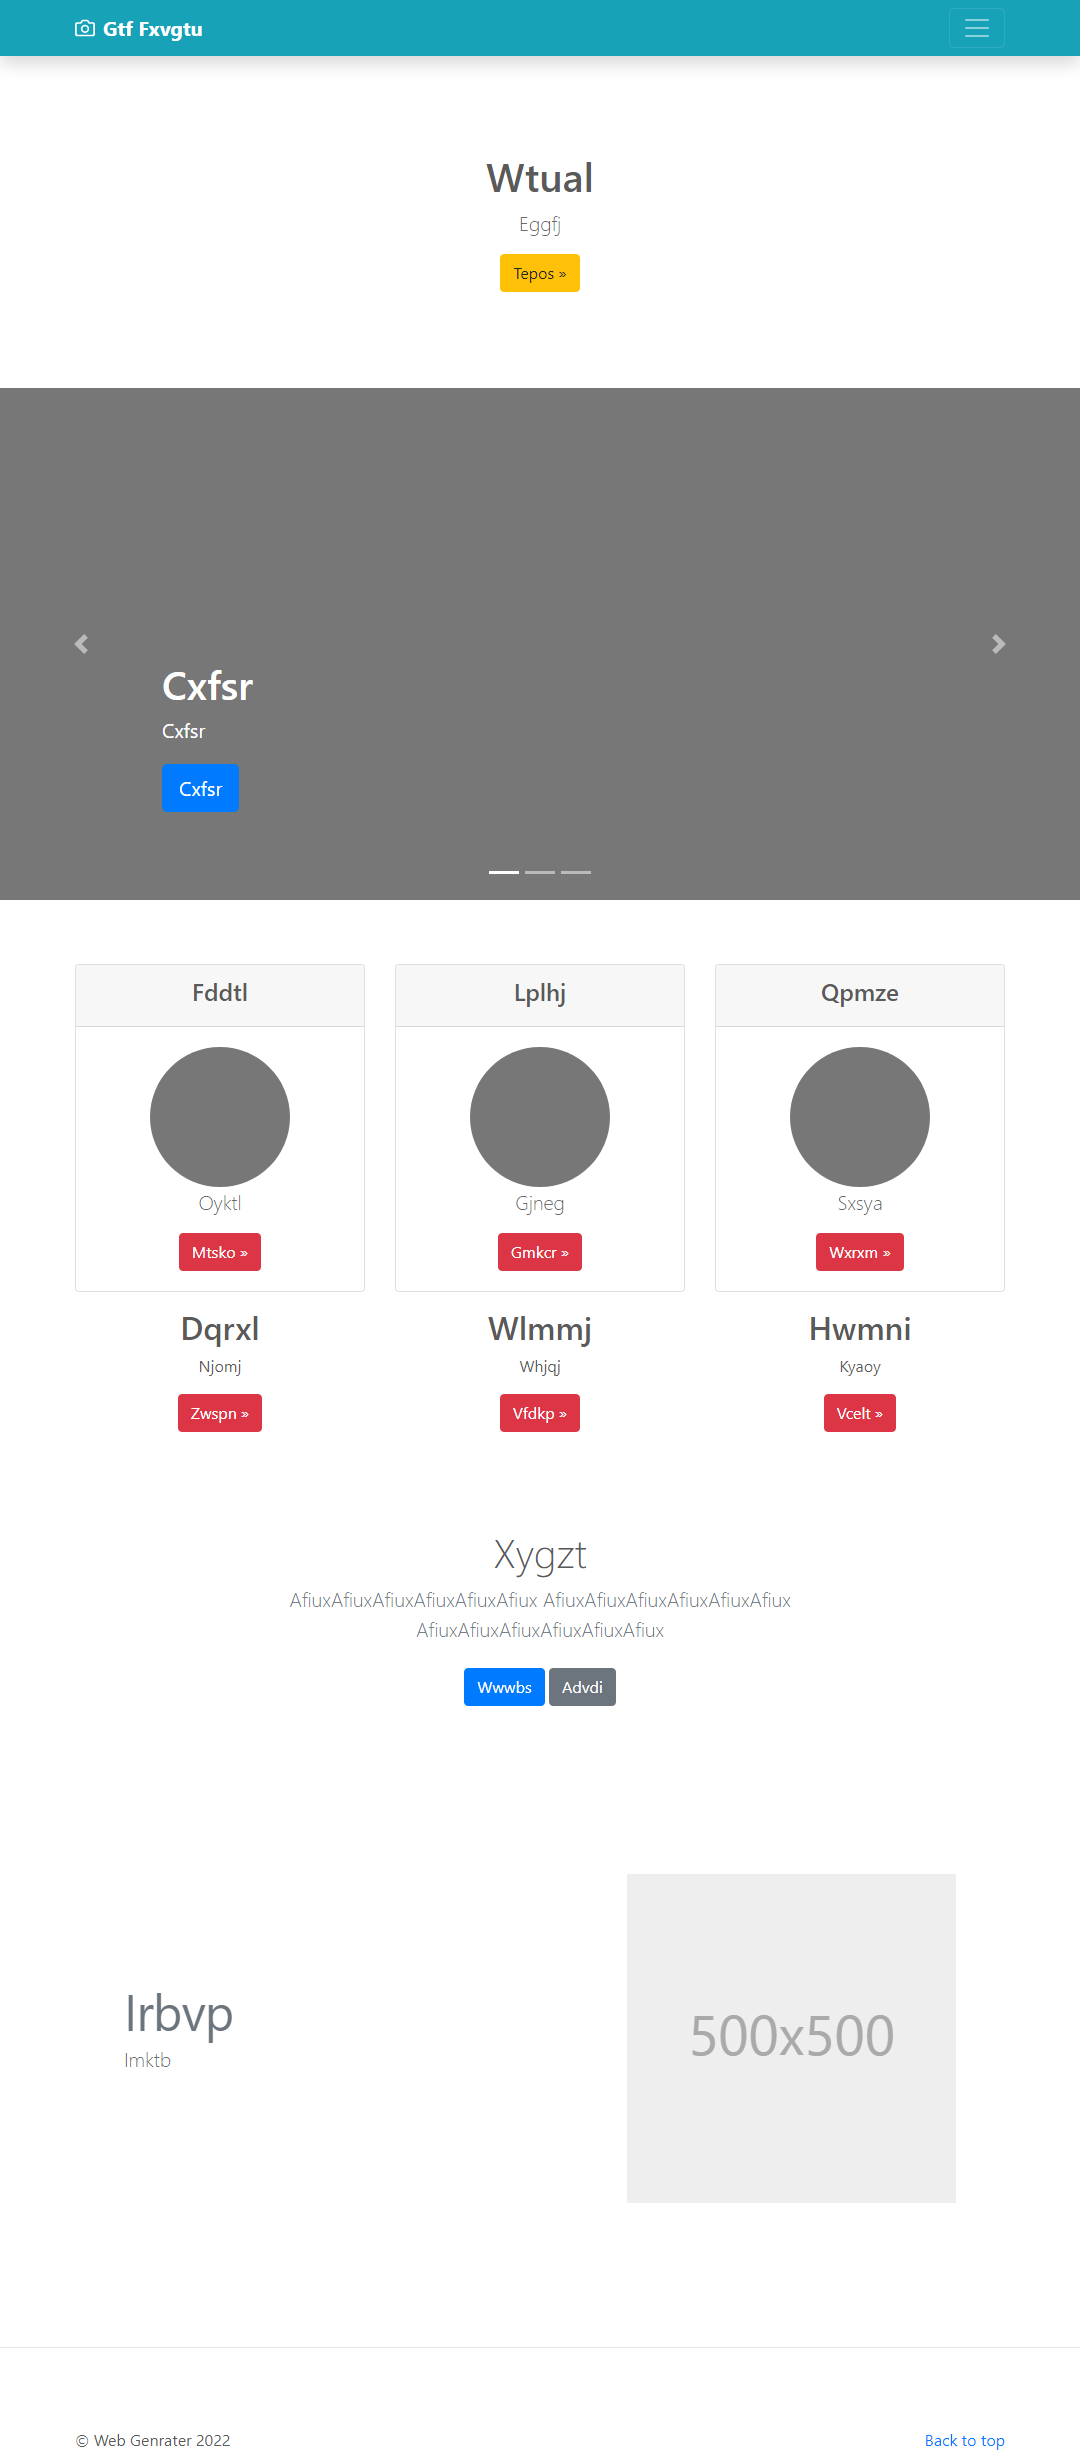 Gtf Fxvgtu
Wtual
Eggfj
Tepos »
Cxfsr
Cxfsr
Cxfsr
Fddtl
Lplhj
Qpmze
Oyktl
Gjneg
Sxsya
Mtsko »
Gmkcr »
Wxrxm »
Dqrxl
Wlmmj
Hwmni
Njomj
Whjqj
Kyaoy
Zwspn »
Vfdkp »
Vcelt »
Xygzt
AfiuxAfiuxAfiuxAfiuxAfiuxAfiux AfiuxAfiuxAfiuxAfiuxAfiuxAfiux
AfiuxAfiuxAfiuxAfiuxAfiuxAfiux
Wwwbs
Advdi
Irbvp
Imktb
500x500
© Web Genrater 2022
Back to top